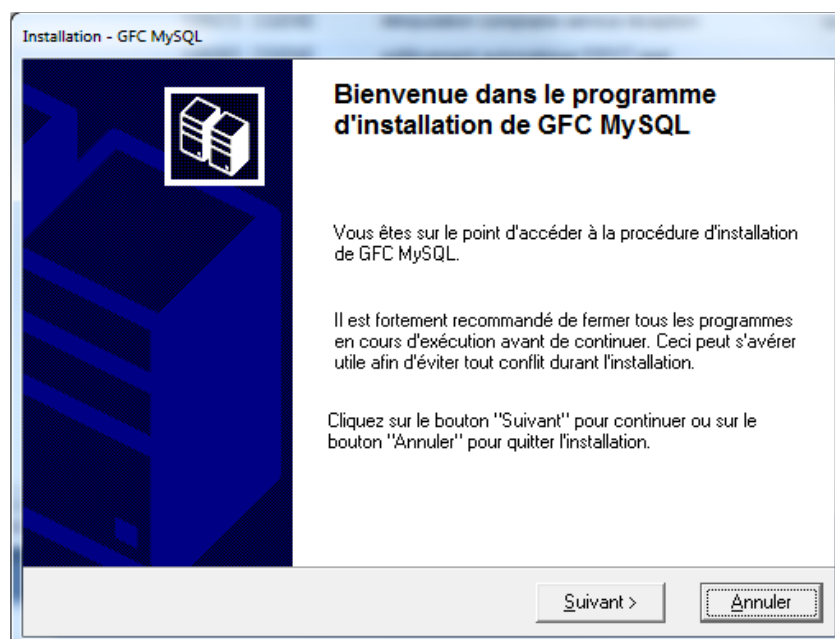 Installation - GFC MySQL
Bienvenue dans le programme
d'installation de GFC MySQL
Vous êtes sur le point d'accéder à la procédure d'installation
de GFC MySQL.
Il est fortement recommandé de fermer tous les programmes
en cours d'exécution avant de continuer. Ceci peut s'avérer
utile afin d'éviter tout conflit durant l'installation.
Cliquez sur le bouton "Suivant" pour continuer ou sur le
bouton "Annuler" pour quitter l'installation.
Suivant >
Annuler